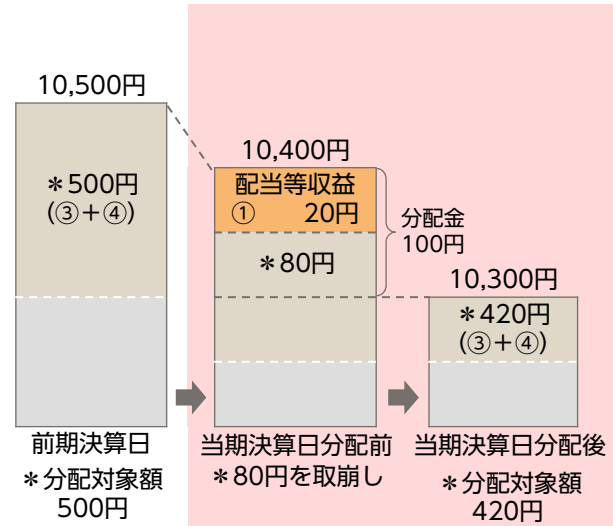 10,500円
＊500円
(③＋④)
前期決算日
＊分配対象額
500円
10,400円
配当等収益
① 20円
＊80円
分配金
100円
当期決算日分配前
＊80円を取崩し
10,300円
＊420円
(③＋④)
当期決算日分配後
＊分配対象額
420円